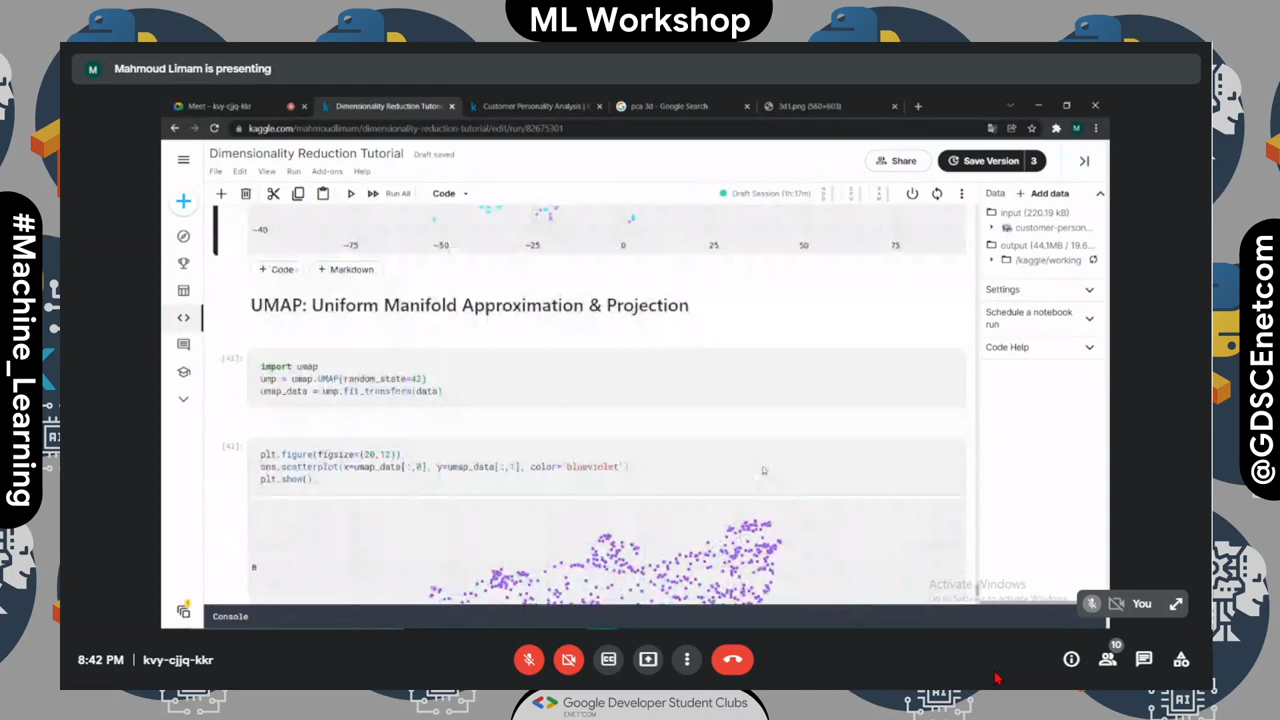 ML Workshop
#Machine_Learning
@GDSCEnetcom
M
Mahmoud Limam is presenting
Meet – kvy-cjjq-kkr
Dimensionality Reduction Tutori
Customer Personality Analysis |
pca 3d - Google Search
3d1.png (560×603)
kaggle.com/mahmoudlimam/dimensionality-reduction-tutorial/edit/run/82675301
M
Dimensionality Reduction Tutorial
Draft saved
File Edit View Run Add-ons Help
Share
Save Version 3
Run All
Code
Draft Session (1h:17m)
Data
+ Add data
input (220.19 kB)
customer-person...
output (44.1MB / 19.6...
/kaggle/working
Settings
Schedule a notebook run
Code Help
-40
-75 -50 -25 0 25 50 75
+ Code
+ Markdown
UMAP: Uniform Manifold Approximation & Projection
import umap
ump = umap.UMAP(random_state=42)
umap_data = ump.fit_transform(data)
[42]:
plt.figure(figsize=(20,12))
sns.scatterplot(x=umap_data[:,0], y=umap_data[:,1], color='blueviolet')
plt.show()
8
Activate Windows
Console
You
8:42 PM | kvy-cjjq-kkr
10
Google Developer Student Clubs
ENET'COM
AI
AI